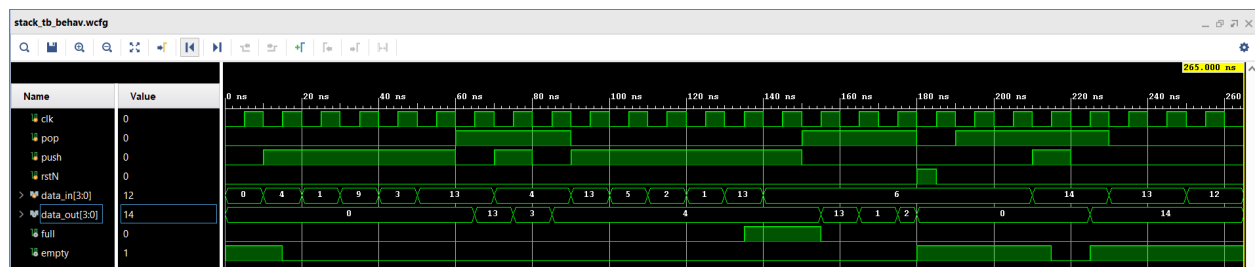 stack_tb_behav.wcfg
265.000 ns
Name Value 0 ns 20 ns 40 ns 60 ns 80 ns 100 ns 120 ns 140 ns 160 ns 180 ns 200 ns 220 ns 240 ns 260
clk 0
pop 0
push 0
rstN 0
data_in[3:0] 12 0 4 1 9 3 13 4 13 5 2 1 13 6 14 13 12
data_out[3:0] 14 0 13 3 4 13 1 2 0 14
full 0
empty 1